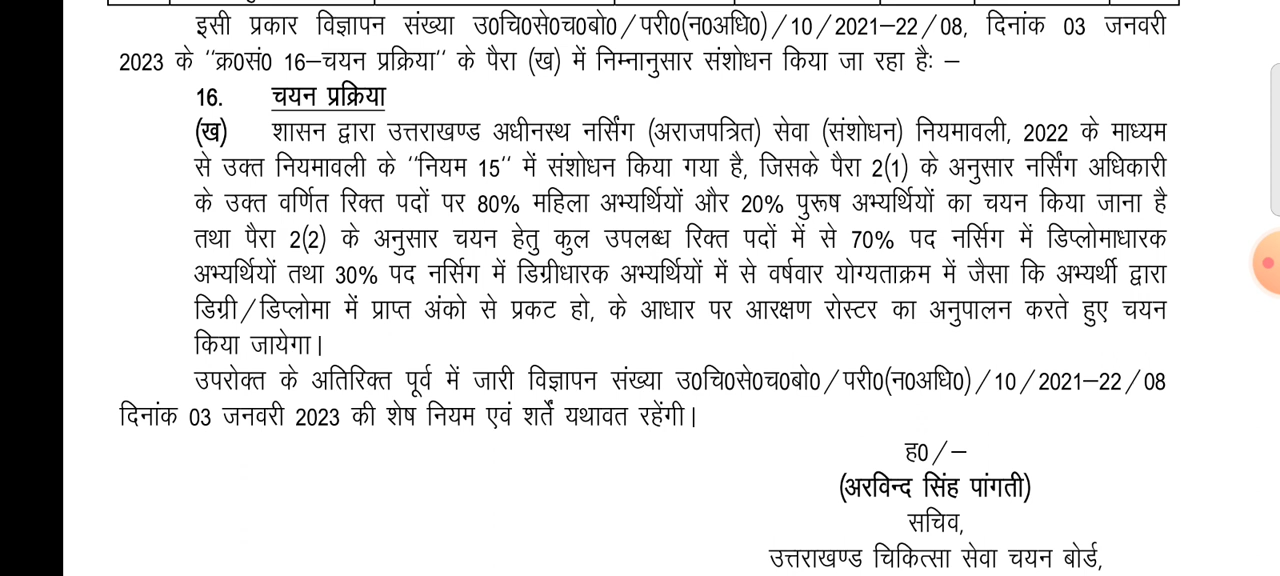 इसी प्रकार विज्ञापन संख्या उ0चि0से0च0बो0/परी0(न0अधि0)/10/2021–22/08, दिनांक 03 जनवरी
2023 के "क्र0सं0 16–चयन प्रक्रिया" के पैरा (ख) में निम्नानुसार संशोधन किया जा रहा है: –
16. चयन प्रक्रिया
(ख) शासन द्वारा उत्तराखण्ड अधीनस्थ नर्सिंग (अराजपत्रित) सेवा (संशोधन) नियमावली, 2022 के माध्यम
से उक्त नियमावली के "नियम 15" में संशोधन किया गया है, जिसके पैरा 2(1) के अनुसार नर्सिंग अधिकारी
के उक्त वर्णित रिक्त पदों पर 80% महिला अभ्यर्थियों और 20% पुरूष अभ्यर्थियों का चयन किया जाना है
तथा पैरा 2(2) के अनुसार चयन हेतु कुल उपलब्ध रिक्त पदों में से 70% पद नर्सिग में डिप्लोमाधारक
अभ्यर्थियों तथा 30% पद नर्सिग में डिग्रीधारक अभ्यर्थियों में से वर्षवार योग्यताक्रम में जैसा कि अभ्यर्थी द्वारा
डिग्री/डिप्लोमा में प्राप्त अंको से प्रकट हो, के आधार पर आरक्षण रोस्टर का अनुपालन करते हुए चयन
किया जायेगा।
उपरोक्त के अतिरिक्त पूर्व में जारी विज्ञापन संख्या उ0चि0से0च0बो0/परी0(न0अधि0)/10/2021–22/08
दिनांक 03 जनवरी 2023 की शेष नियम एवं शर्तें यथावत रहेंगी।
ह0/–
(अरविन्द सिंह पांगती)
सचिव,
उत्तराखण्ड चिकित्सा सेवा चयन बोर्ड,